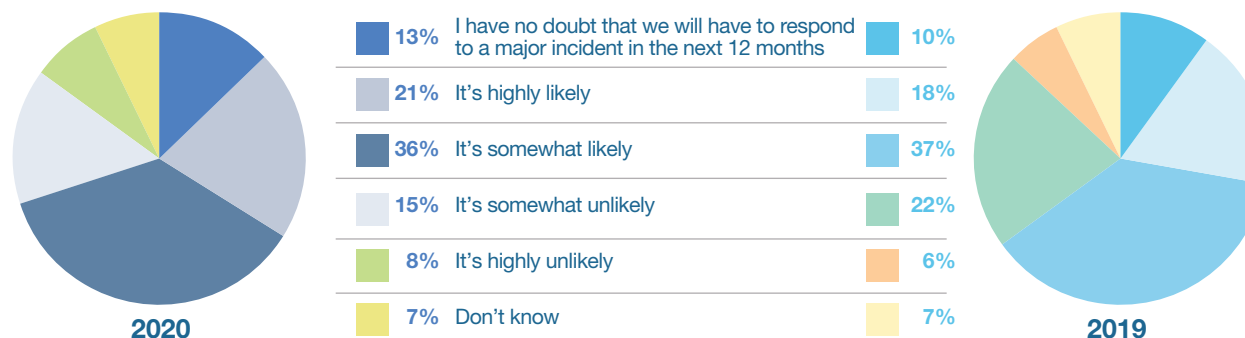 13% I have no doubt that we will have to respond 10%
to a major incident in the next 12 months
21% It's highly likely 18%
36% It's somewhat likely 37%
15% It's somewhat unlikely 22%
8% It's highly unlikely 6%
7% Don't know 7%
2020 2019